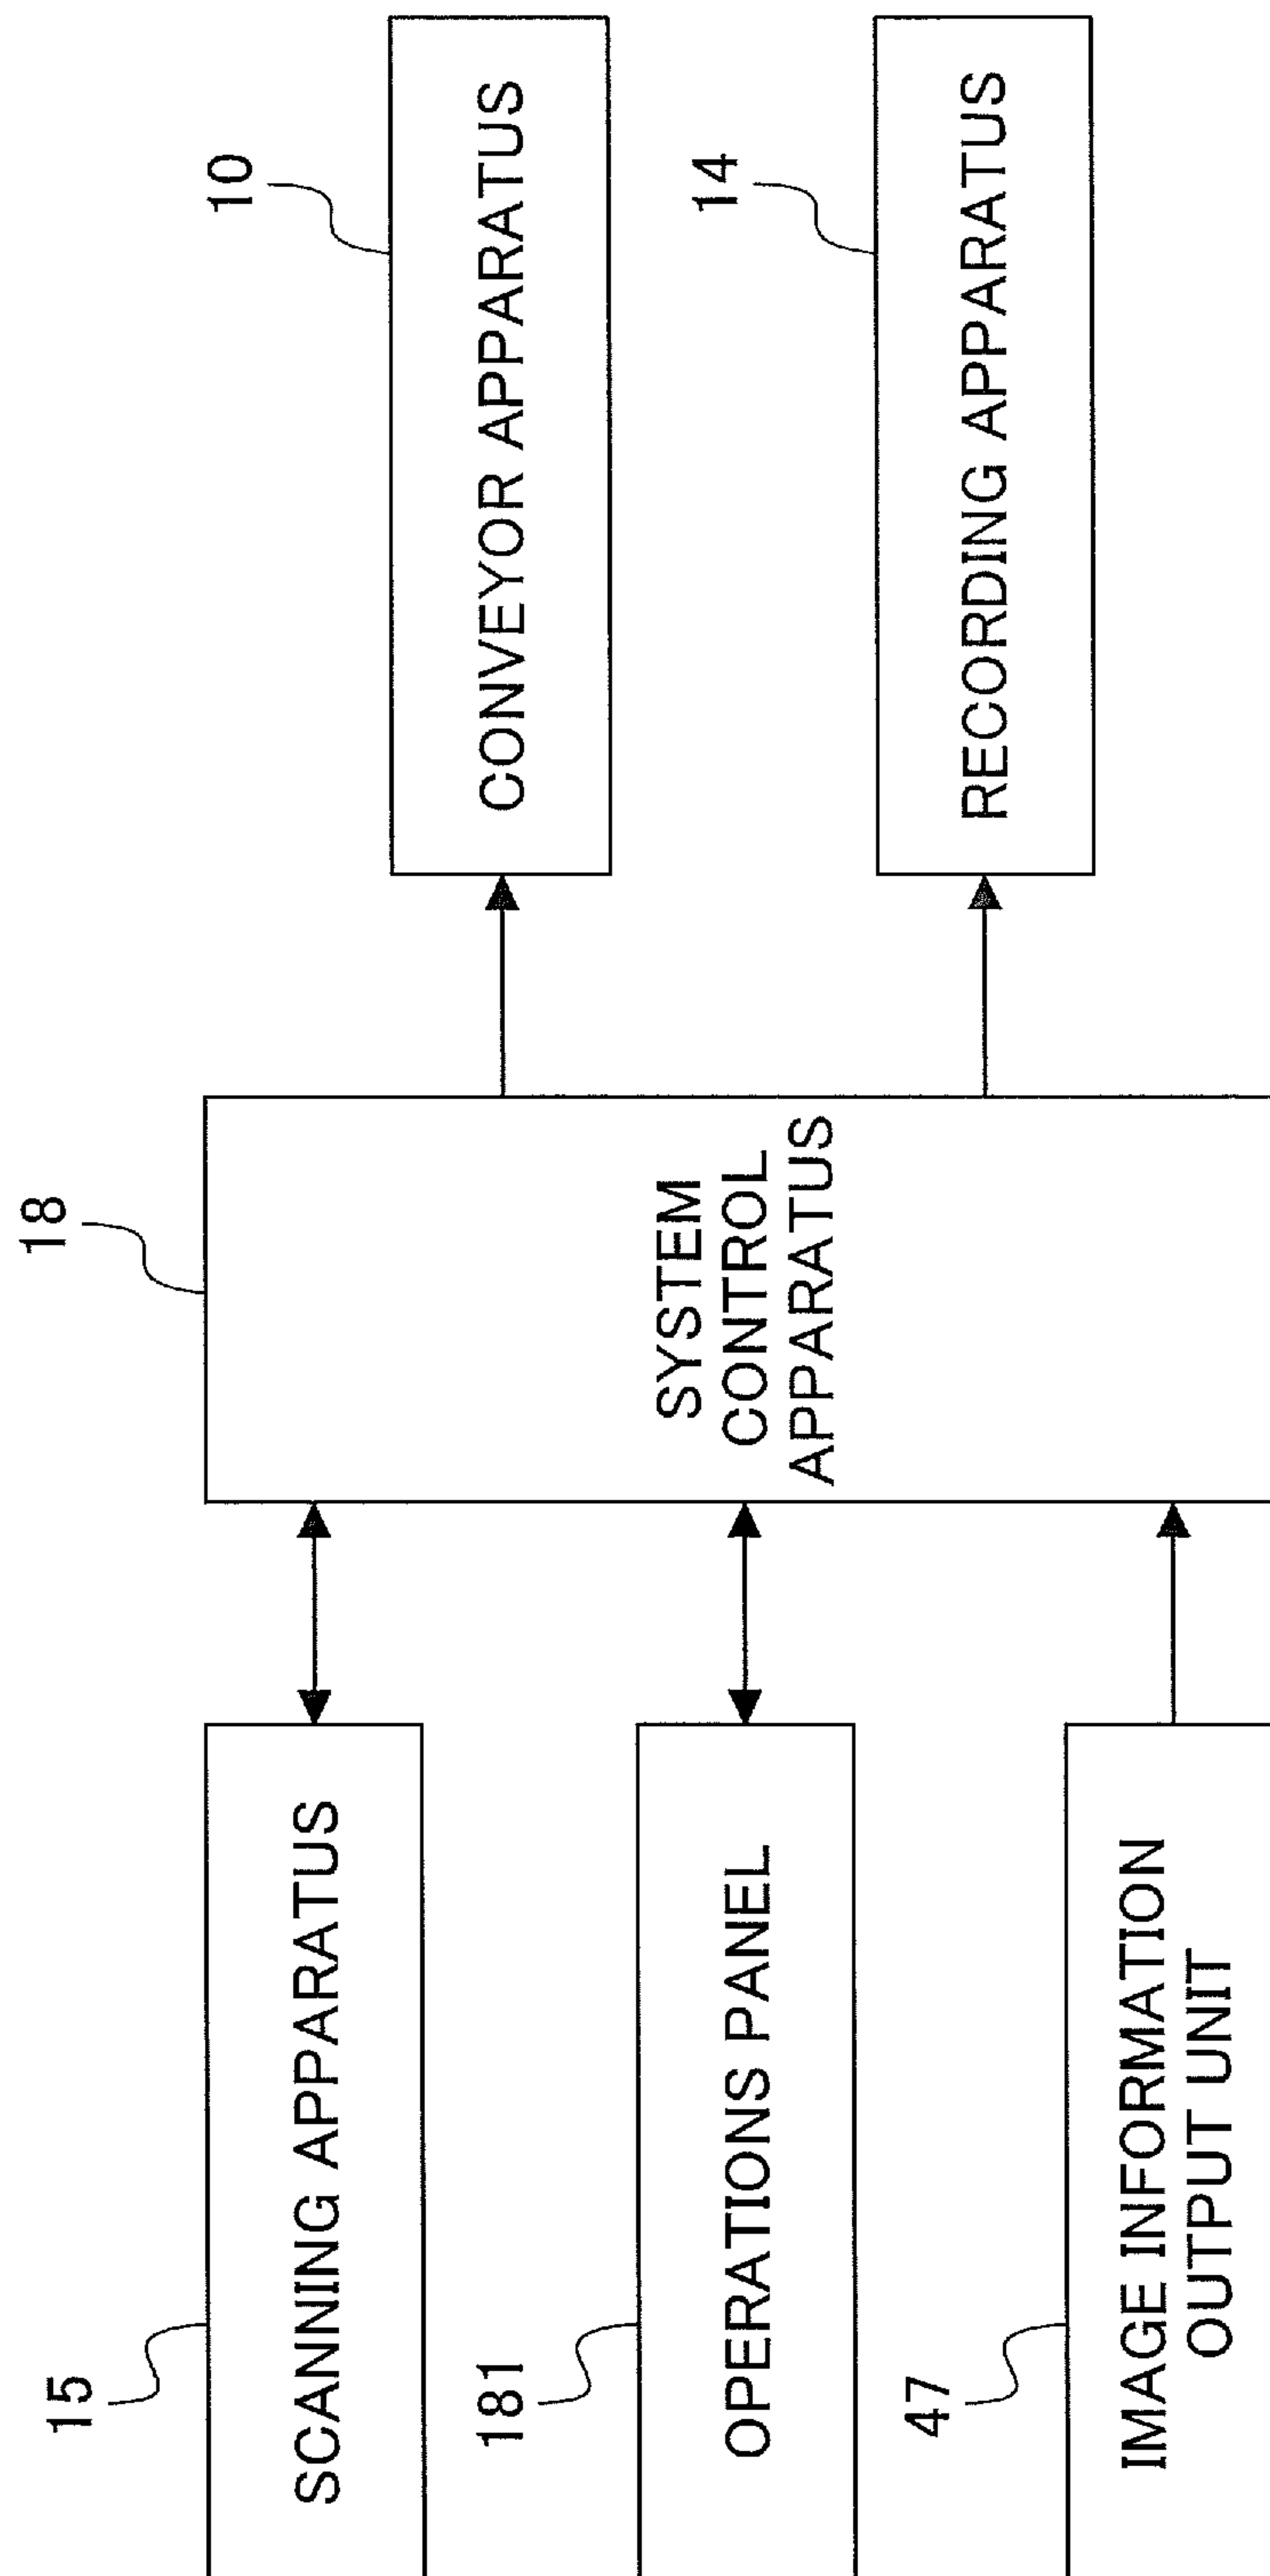 15
SCANNING APPARATUS
181
OPERATIONS PANEL
47
IMAGE INFORMATION
OUTPUT UNIT
18
SYSTEM
CONTROL
APPARATUS
10
CONVEYOR APPARATUS
14
RECORDING APPARATUS